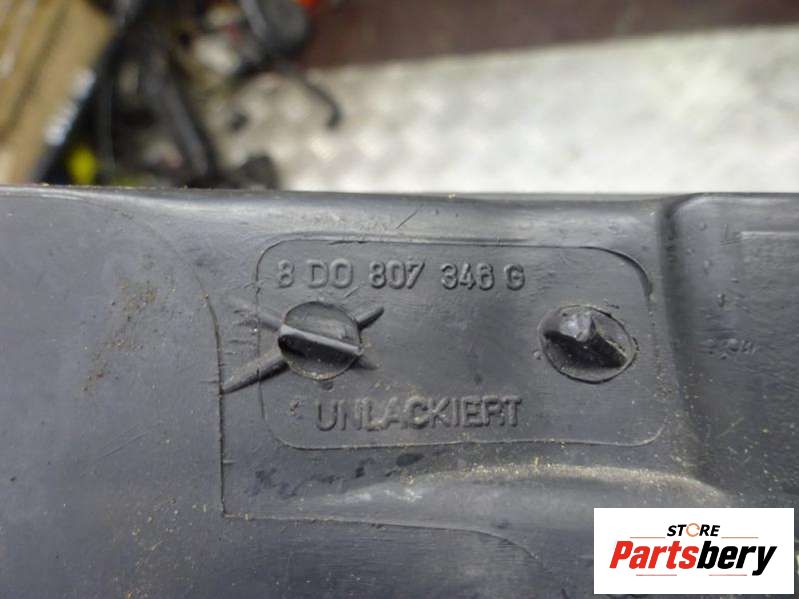 8 D0 807 346 G
UNLACKIERT
STORE
Partsbery